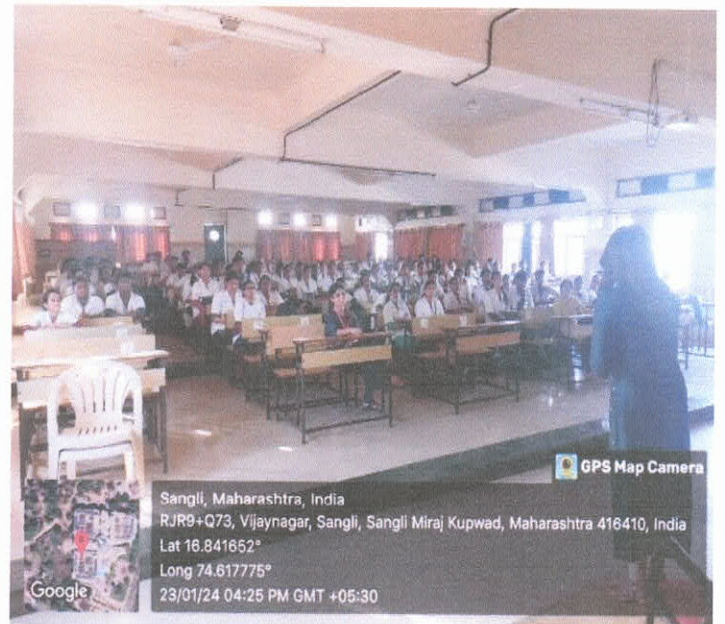 GPS Map Camera
Sangli, Maharashtra, India
RJR9+Q73, Vijaynagar, Sangli, Sangli Miraj Kupwad, Maharashtra 416410, India
Lat 16.841652°
Long 74.617775°
23/01/24 04:25 PM GMT +05:30
Google